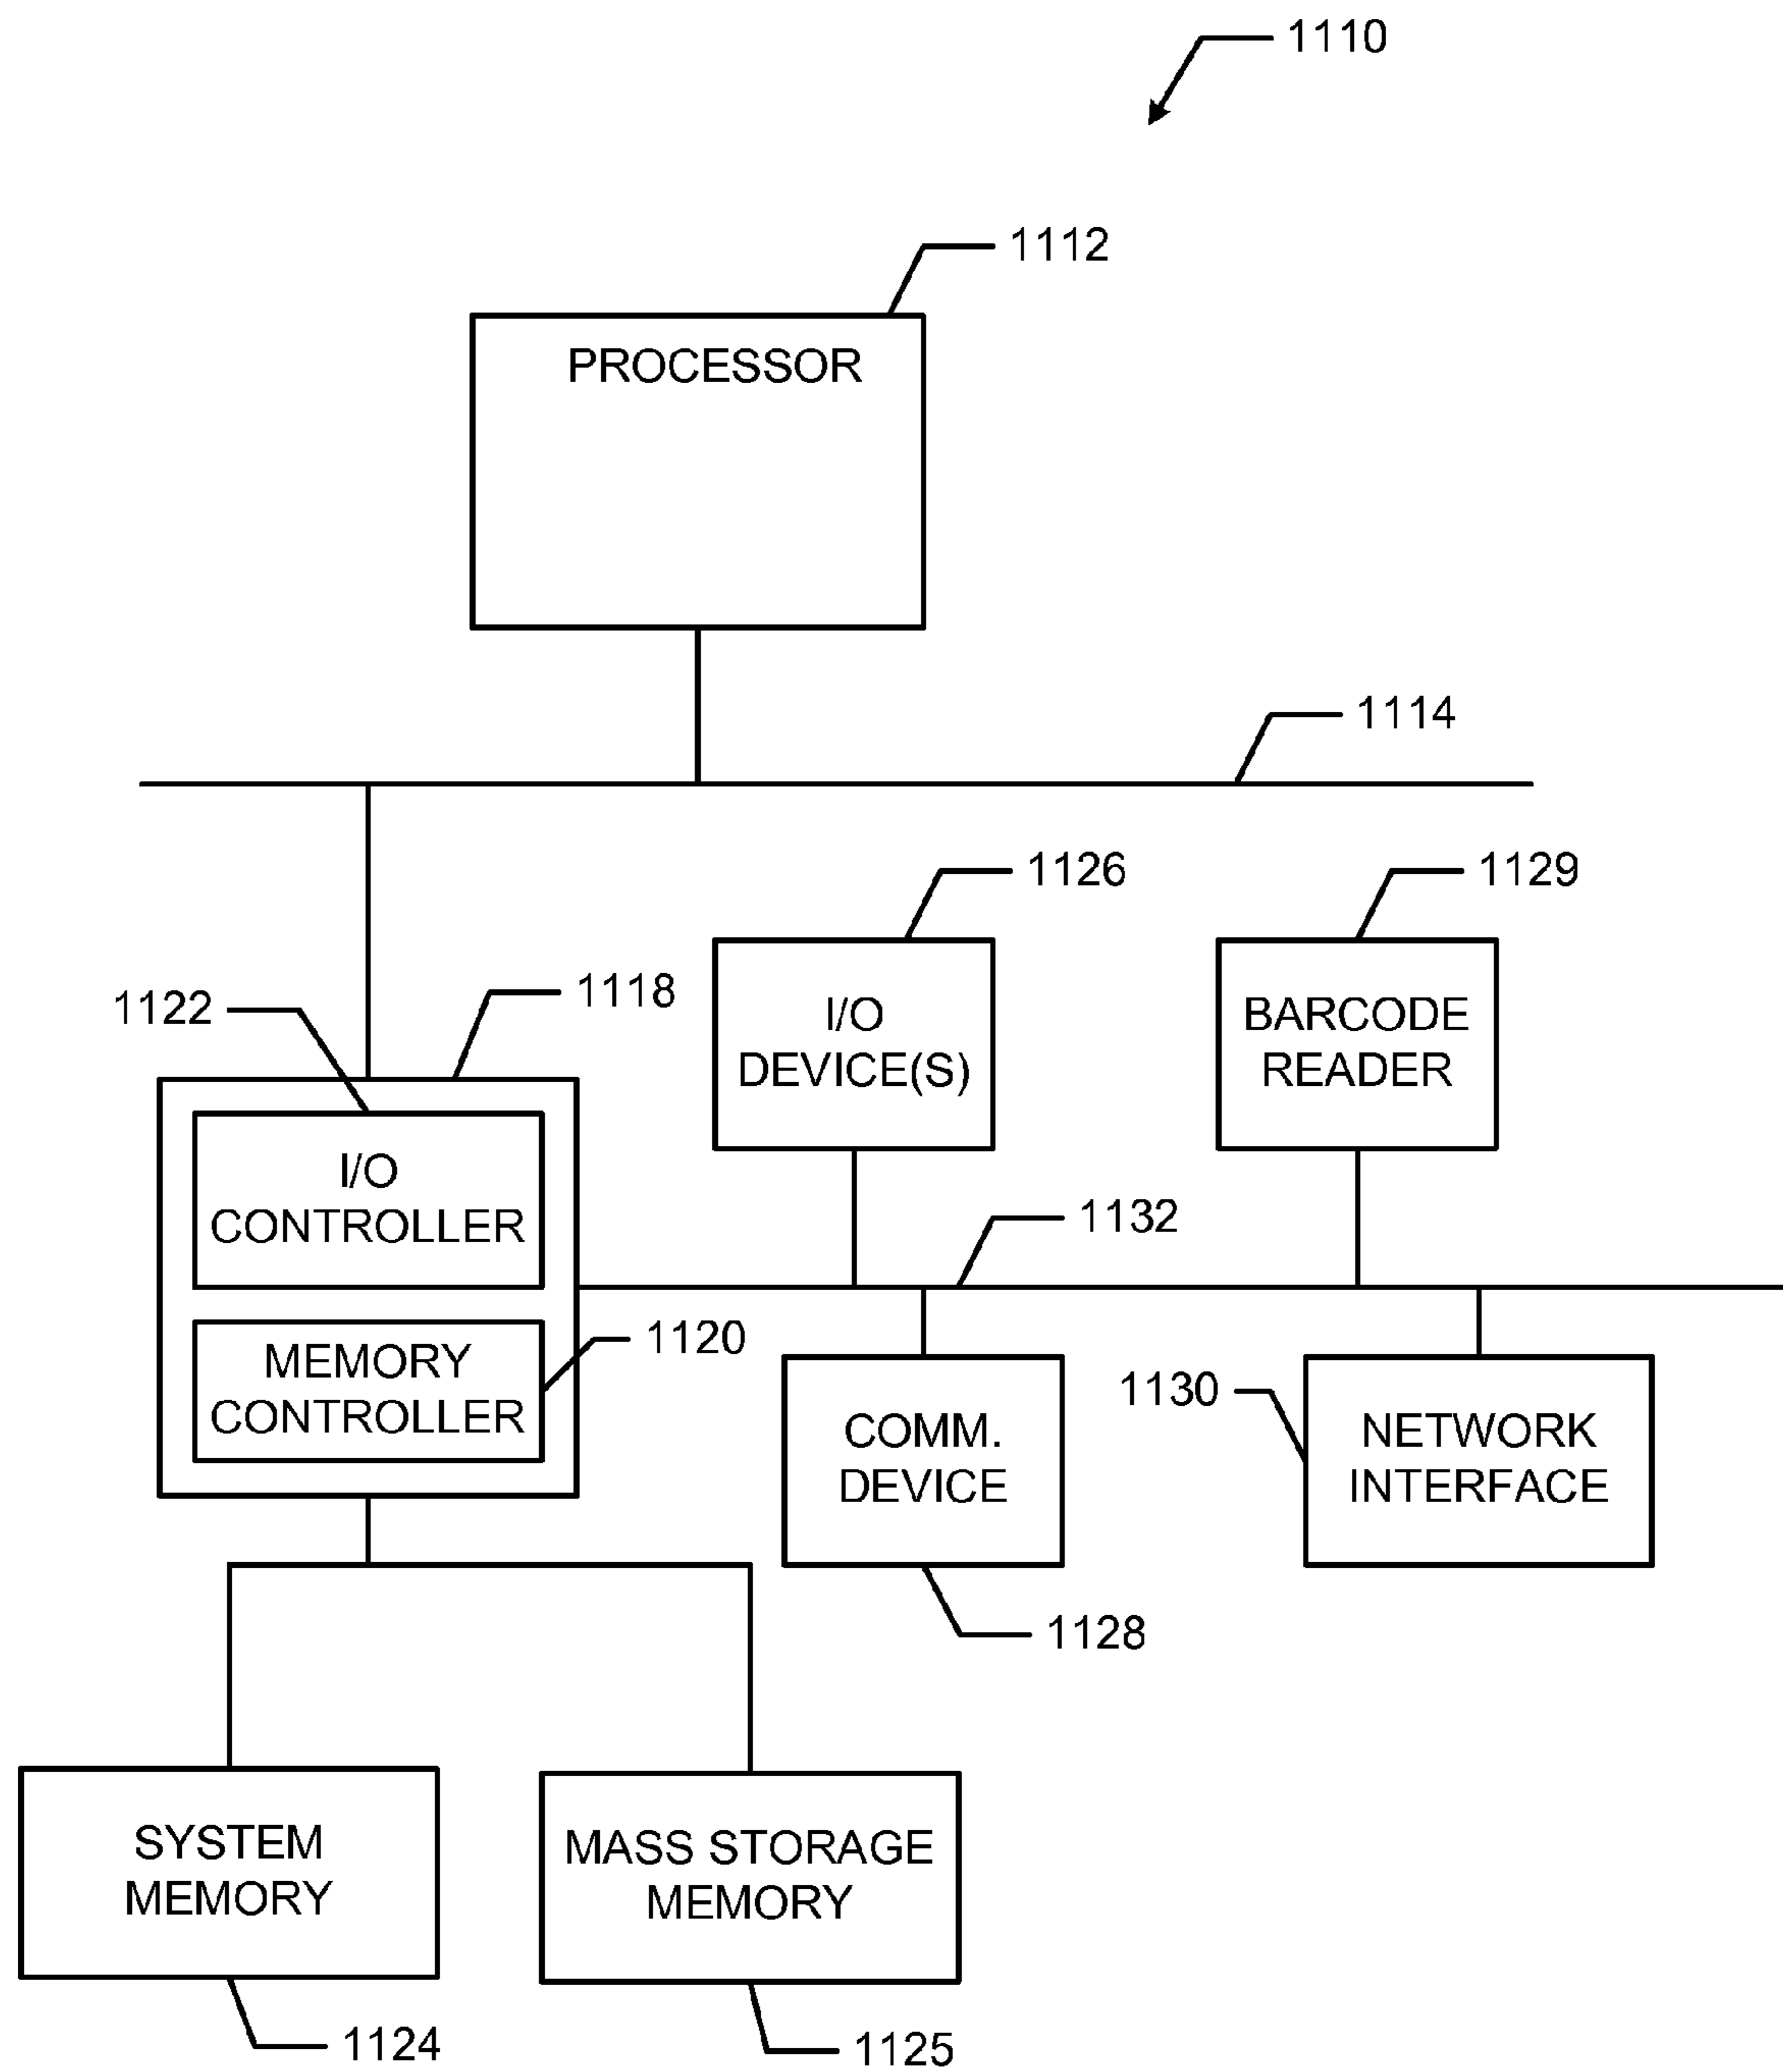 1110
1112
PROCESSOR
1114
1126
1129
1118
1122
I/O
DEVICE(S)
BARCODE
READER
I/O
CONTROLLER
1132
1120
MEMORY
CONTROLLER
1130
COMM.
DEVICE
NETWORK
INTERFACE
1128
SYSTEM
MEMORY
MASS STORAGE
MEMORY
1124
1125